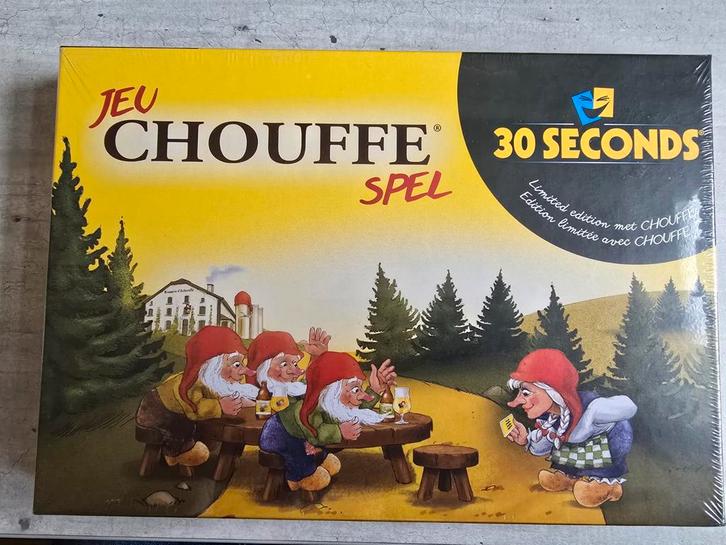 JEU
CHOUFFE®
SPEL
30 SECONDS®
Limited edition met CHOUFFE
Edition limitée avec CHOUFFE